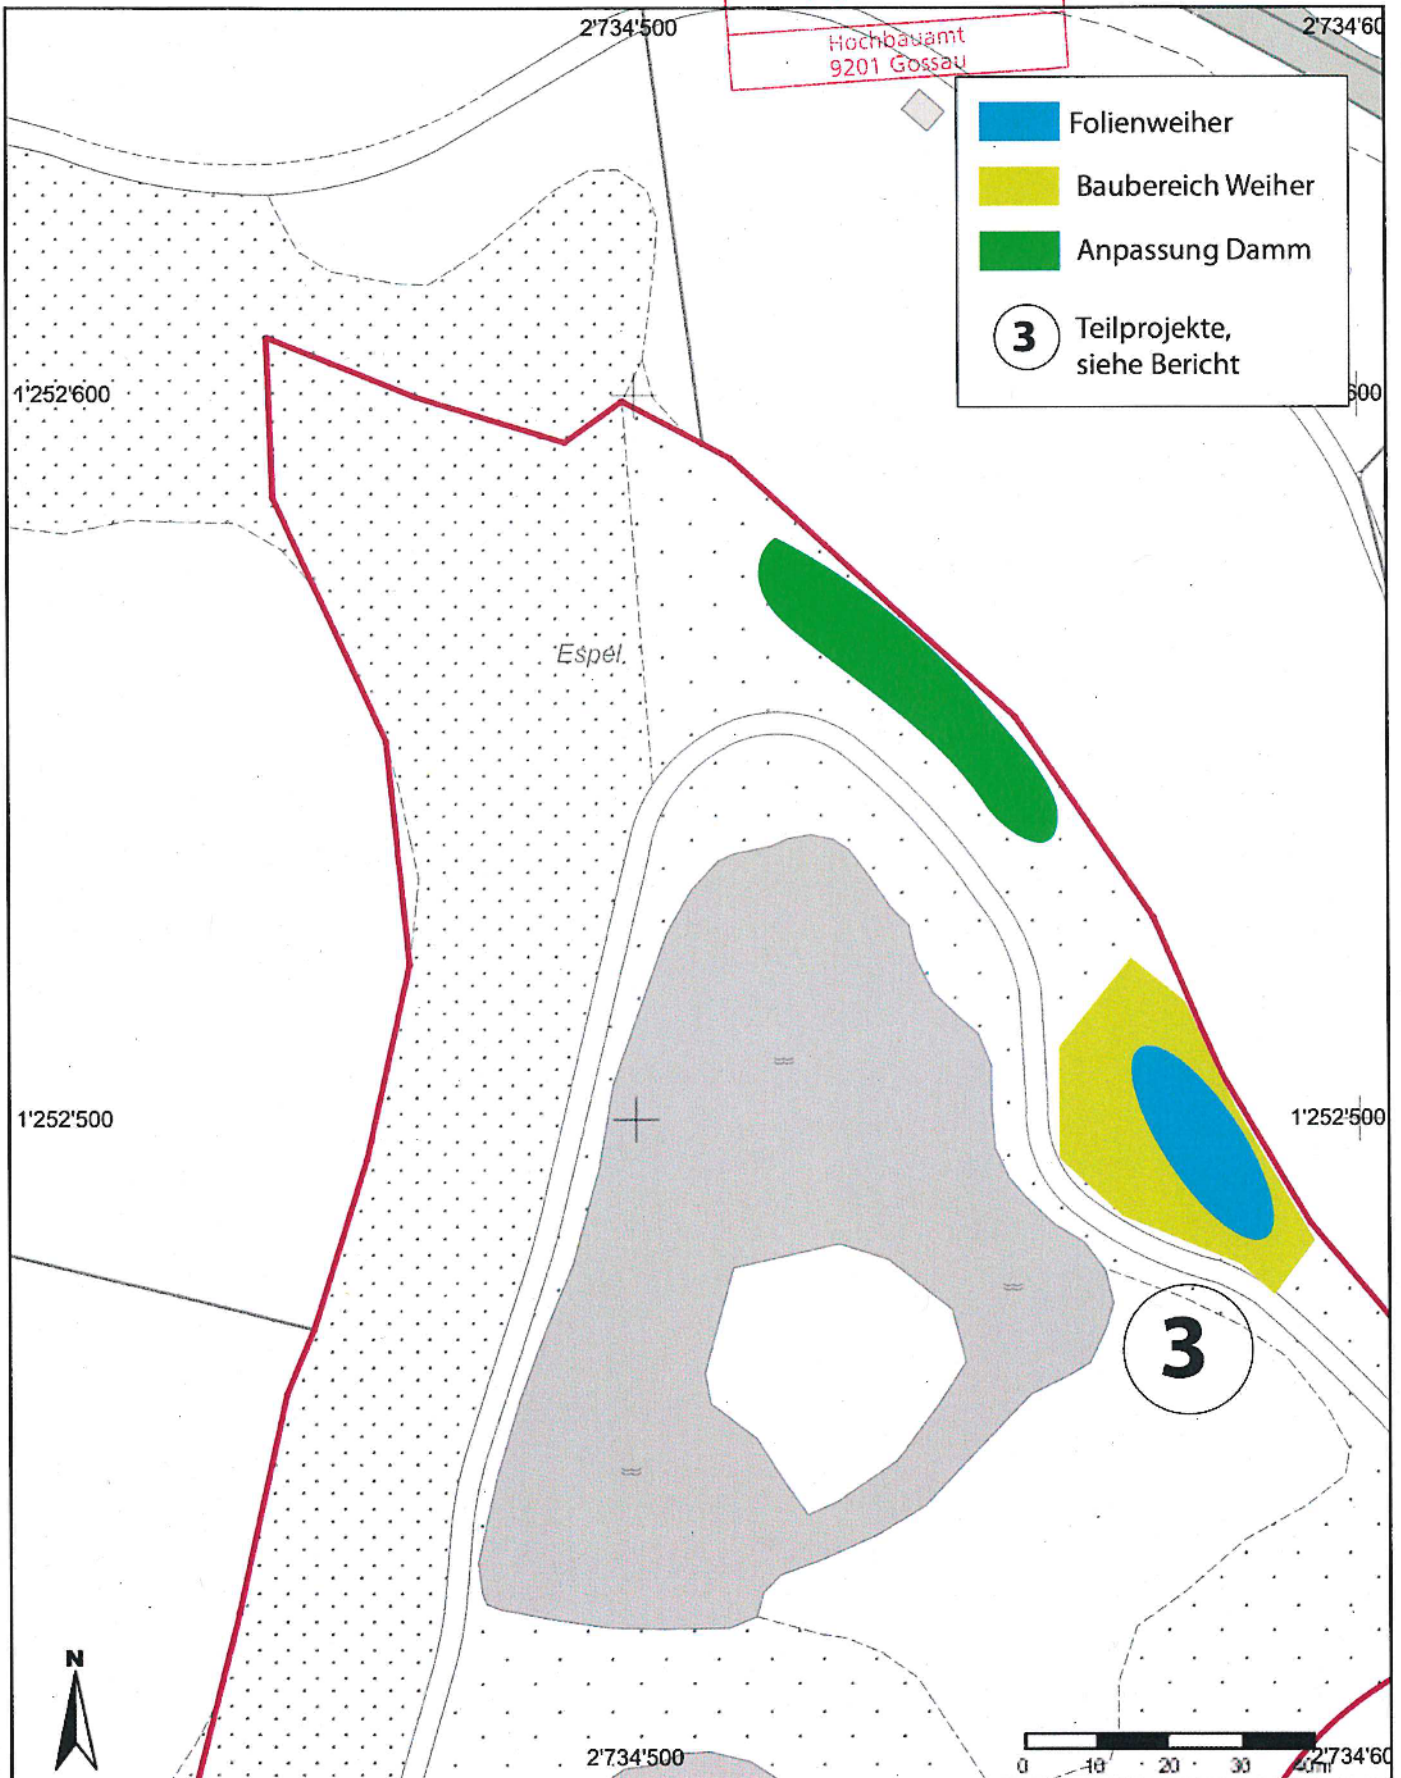 2'734'500
2'734'60
Hochbauamt
9201 Gossau
Folienweiher
Baubereich Weiher
Anpassung Damm
3 Teilprojekte,
siehe Bericht
1'252'600
600
Espel
1'252'500
1'252'500
3
N
2'734'500
2'734'60
0 10 20 30 40m